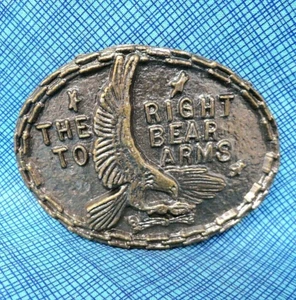 THE RIGHT
TO BEAR
ARMS